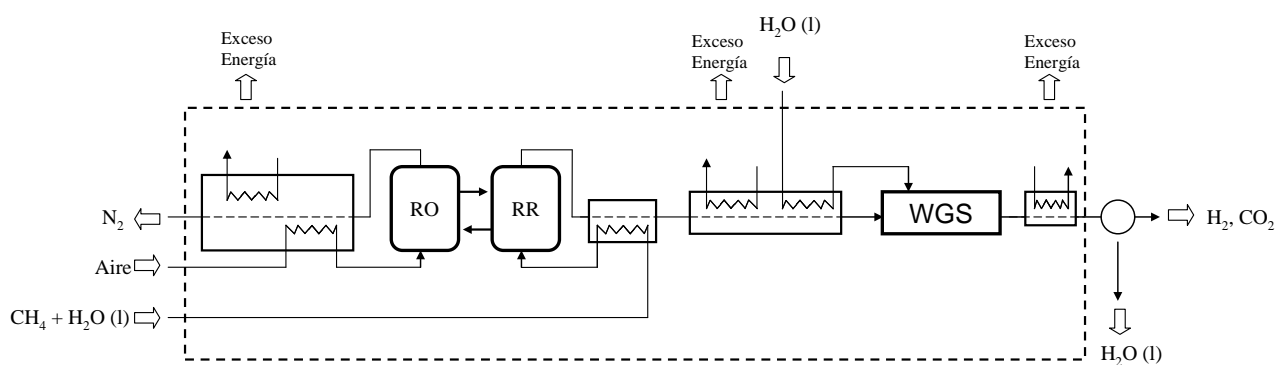 Exceso
Energía
Exceso
Energía
H₂O (l)
Exceso
Energía
RO
RR
WGS
N₂
H₂, CO₂
Aire
CH₄ + H₂O (l)
H₂O (l)